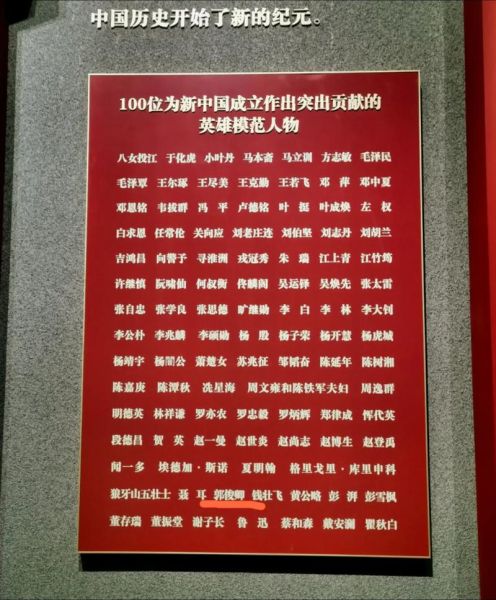 中国历史开始了新的纪元。
100位为新中国成立作出突出贡献的
英雄模范人物
八女投江 于化虎 小叶丹 马本斋 马立训 方志敏 毛泽民
毛泽覃 王尔琢 王尽美 王克勤 王若飞 邓 萍 邓中夏
邓恩铭 韦拔群 冯 平 卢德铭 叶 挺 叶成焕 左 权
白求恩 任常伦 关向应 刘老庄连 刘伯坚 刘志丹 刘胡兰
吉鸿昌 向警予 寻淮洲 戎冠秀 朱 瑞 江上青 江竹筠
许继慎 阮啸仙 何叔衡 佟麟阁 吴运铎 吴焕先 张太雷
张自忠 张学良 张思德 旷继勋 李 白 李 林 李大钊
李公朴 李兆麟 李硕勋 杨 殷 杨子荣 杨开慧 杨虎城
杨靖宇 杨闇公 萧楚女 苏兆征 邹韬奋 陈延年 陈树湘
陈嘉庚 陈潭秋 冼星海 周文雍和陈铁军夫妇 周逸群
明德英 林祥谦 罗亦农 罗忠毅 罗炳辉 郑律成 恽代英
段德昌 贺 英 赵一曼 赵世炎 赵尚志 赵博生 赵登禹
闻一多 埃德加·斯诺 夏明翰 格里戈里·库里申科
狼牙山五壮士 聂 耳 郭俊卿 钱壮飞 黄公略 彭 湃 彭雪枫
董存瑞 董振堂 谢子长 鲁 迅 蔡和森 戴安澜 瞿秋白